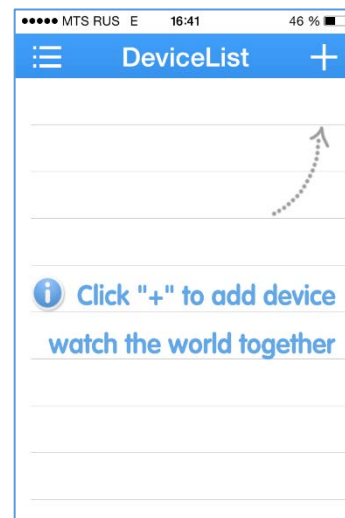 MTS RUS E 16:41 46 %
DeviceList
Click "+" to add device
watch the world together